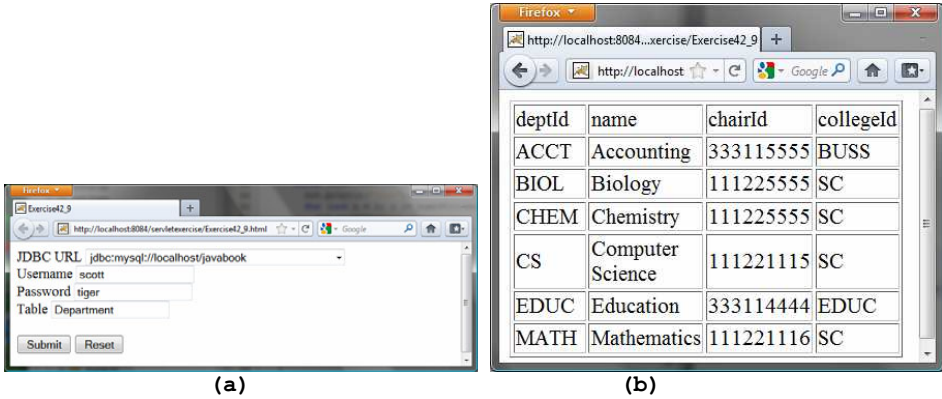 Firefox
Exercise42_9
http://localhost:8084/servletexercise/Exercise42_9.html
Google
JDBC URL jdbc:mysql://localhost/javabook
Username scott
Password tiger
Table Department
Submit Reset
(a)
Firefox
http://localhost:8084...xercise/Exercise42_9
http://localhost
Google
deptId name chairId collegeId
ACCT Accounting 333115555 BUSS
BIOL Biology 111225555 SC
CHEM Chemistry 111225555 SC
CS Computer Science 111221115 SC
EDUC Education 333114444 EDUC
MATH Mathematics 111221116 SC
(b)